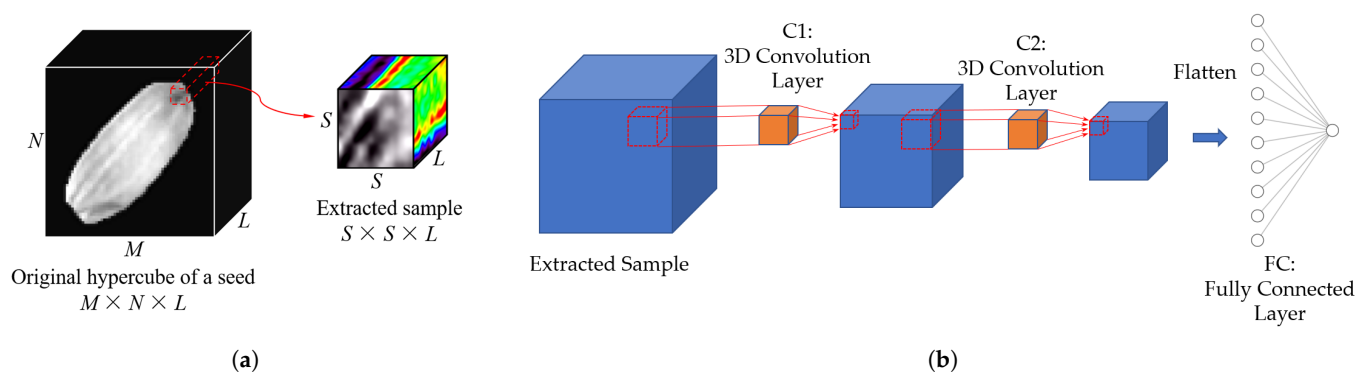 N
M
L
Original hypercube of a seed
M × N × L
S
S
L
Extracted sample
S × S × L
(a)
Extracted Sample
C1:
3D Convolution
Layer
C2:
3D Convolution
Layer
Flatten
FC:
Fully Connected
Layer
(b)